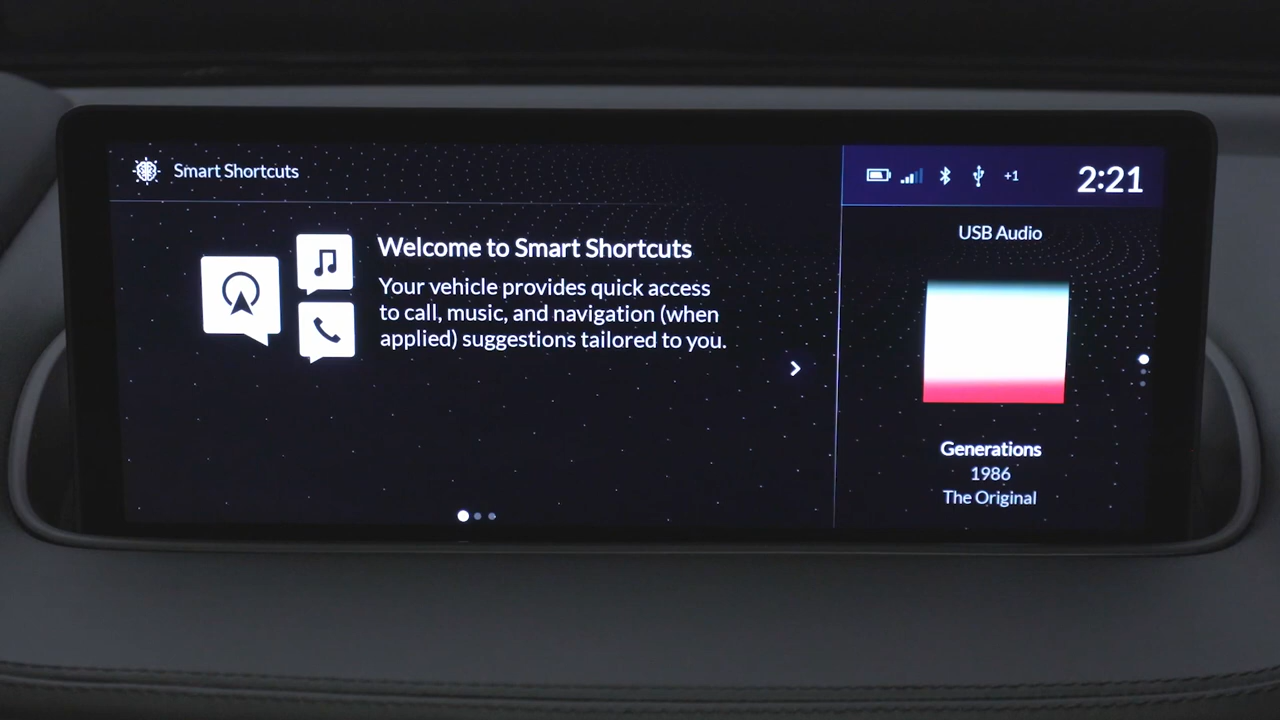 Smart Shortcuts
Welcome to Smart Shortcuts
Your vehicle provides quick access
to call, music, and navigation (when
applied) suggestions tailored to you.
+1
2:21
USB Audio
Generations
1986
The Original